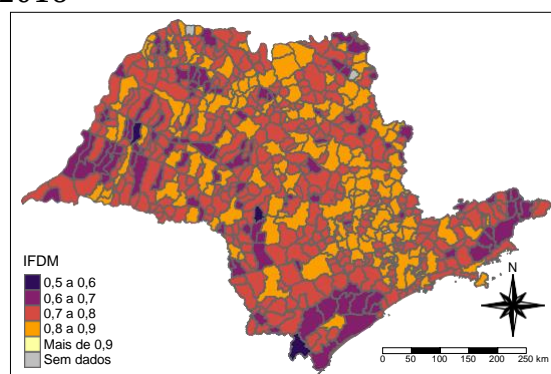 IFDM
0,5 a 0,6
0,6 a 0,7
0,7 a 0,8
0,8 a 0,9
Mais de 0,9
Sem dados
N
0 50 100 150 200 250 km